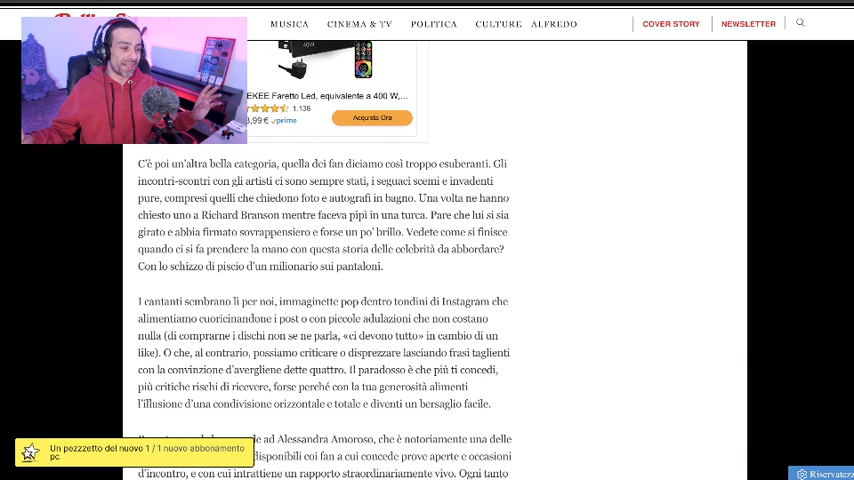 MUSICA CINEMA & TV POLITICA CULTURE ALFREDO COVER STORY NEWSLETTER
EKEE Faretto Led, equivalente a 400 W,...
1.136
3,99 € prime
Acquista Ora
C'è poi un'altra bella categoria, quella dei fan diciamo così troppo esuberanti. Gli
incontri-scontri con gli artisti ci sono sempre stati, i seguaci scemi e invadenti
pure, compresi quelli che chiedono foto e autografi in bagno. Una volta ne hanno
chiesto uno a Richard Branson mentre faceva pipì in una turca. Pare che lui si sia
girato e abbia firmato sovrappensiero e forse un po' brillo. Vedete come si finisce
quando ci si fa prendere la mano con questa storia delle celebrità da abbordare?
Con lo schizzo di piscio d'un milionario sui pantaloni.
I cantanti sembrano lì per noi, immaginette pop dentro tondini di Instagram che
alimentiamo cuoricinandone i post o con piccole adulazioni che non costano
nulla (di comprarne i dischi non se ne parla, «ci devono tutto» in cambio di un
like). O che, al contrario, possiamo criticare o disprezzare lasciando frasi taglienti
con la convinzione d'avergliene dette quattro. Il paradosso è che più ti concedi,
più critiche rischi di ricevere, forse perché con la tua generosità alimenti
l'illusione d'una condivisione orizzontale e totale e diventi un bersaglio facile.
ad Alessandra Amoroso, che è notoriamente una delle
disponibili coi fan a cui concede prove aperte e occasioni
d'incontro, e con cui intrattiene un rapporto straordinariamente vivo. Ogni tanto
Un pezzzetto del nuovo pc
1 / 1 nuovo abbonamento
Riservatezz